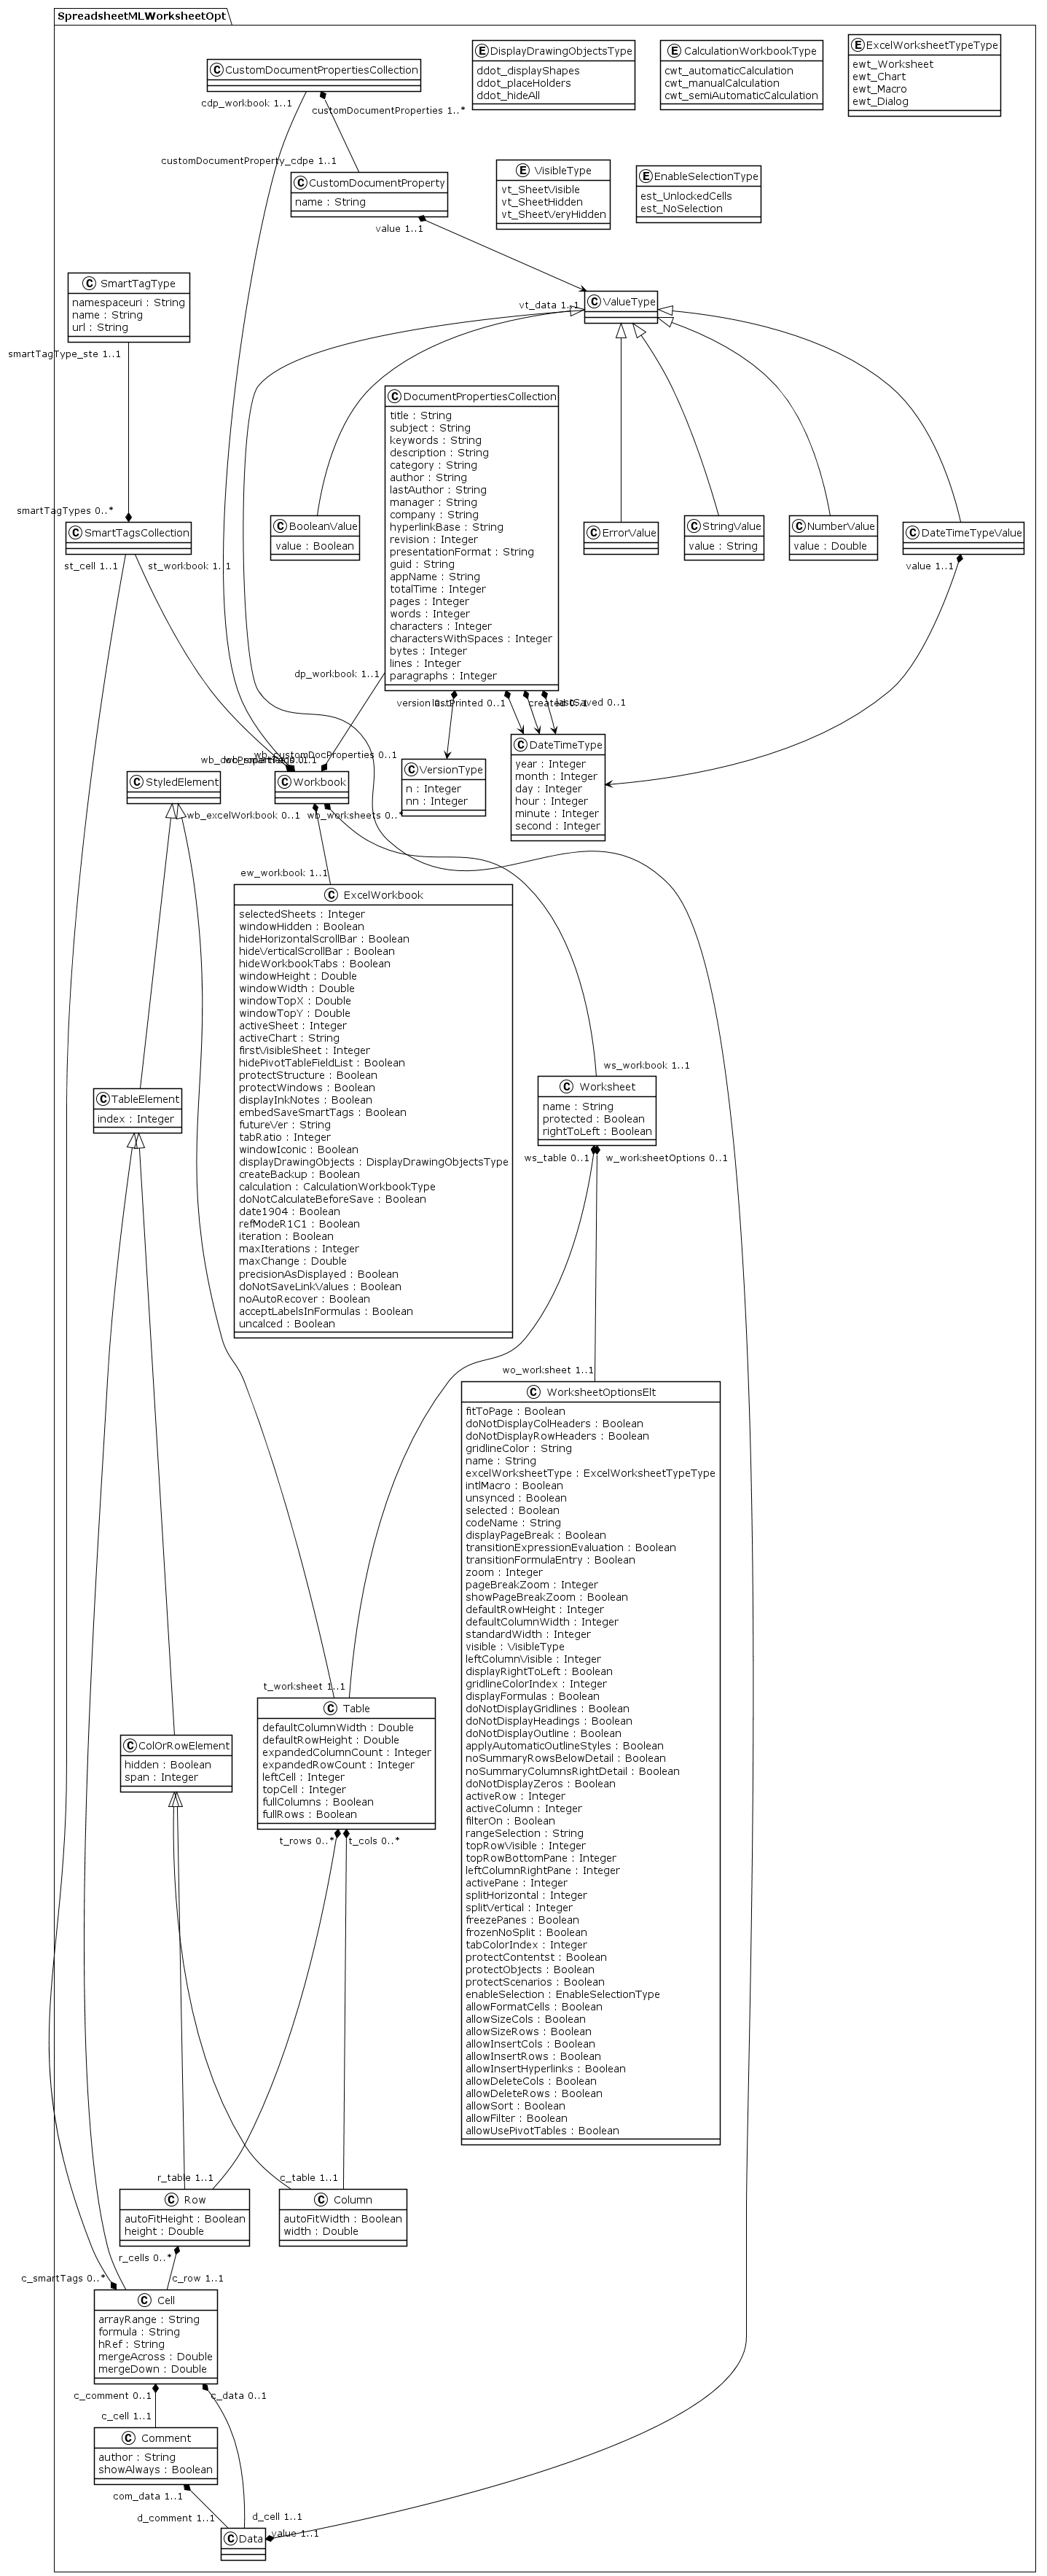 SpreadsheetMLWorksheetOpt
C CustomDocumentPropertiesCollection
E DisplayDrawingObjectsType
ddot_displayShapes
ddot_placeHolders
ddot_hideAll
E CalculationWorkbookType
cwt_automaticCalculation
cwt_manualCalculation
cwt_semiAutomaticCalculation
E ExcelWorksheetTypeType
ewt_Worksheet
ewt_Chart
ewt_Macro
ewt_Dialog
cdp_workbook 1..1
customDocumentProperties 1..*
customDocumentProperty_cdpe 1..1
C CustomDocumentProperty
name : String
E VisibleType
vt_SheetVisible
vt_SheetHidden
vt_SheetVeryHidden
E EnableSelectionType
est_UnlockedCells
est_NoSelection
value 1..1
C SmartTagType
namespaceuri : String
name : String
url : String
vt_data 1..1
C ValueType
smartTagType_ste 1..1
C DocumentPropertiesCollection
title : String
subject : String
keywords : String
description : String
category : String
author : String
lastAuthor : String
manager : String
company : String
hyperlinkBase : String
revision : Integer
presentationFormat : String
guid : String
appName : String
totalTime : Integer
pages : Integer
words : Integer
characters : Integer
charactersWithSpaces : Integer
bytes : Integer
lines : Integer
paragraphs : Integer
smartTagTypes 0..*
C SmartTagsCollection
C BooleanValue
value : Boolean
C ErrorValue
C StringValue
value : String
C NumberValue
value : Double
C DateTimeTypeValue
st_cell 1..1
st_workbook 1..1
value 1..1
dp_workbook 1..1
lastPrinted 0..1
created 0..1
lastSaved 0..1
wb_customDocProperties 0..1
C StyledElement
C Workbook
C VersionType
n : Integer
nn : Integer
C DateTimeType
year : Integer
month : Integer
day : Integer
hour : Integer
minute : Integer
second : Integer
wb_excelWorkbook 0..1
wb_worksheets 0..*
ew_workbook 1..1
C ExcelWorkbook
selectedSheets : Integer
windowHidden : Boolean
hideHorizontalScrollBar : Boolean
hideVerticalScrollBar : Boolean
hideWorkbookTabs : Boolean
windowHeight : Double
windowWidth : Double
windowTopX : Double
windowTopY : Double
activeSheet : Integer
activeChart : String
firstVisibleSheet : Integer
hidePivotTableFieldList : Boolean
protectStructure : Boolean
protectWindows : Boolean
displayInkNotes : Boolean
embedSaveSmartTags : Boolean
futureVer : String
tabRatio : Integer
windowIconic : Boolean
displayDrawingObjects : DisplayDrawingObjectsType
createBackup : Boolean
calculation : CalculationWorkbookType
doNotCalculateBeforeSave : Boolean
date1904 : Boolean
refModeR1C1 : Boolean
iteration : Boolean
maxIterations : Integer
maxChange : Double
precisionAsDisplayed : Boolean
doNotSaveLinkValues : Boolean
noAutoRecover : Boolean
acceptLabelsInFormulas : Boolean
uncalced : Boolean
ws_workbook 1..1
C TableElement
index : Integer
C Worksheet
name : String
protected : Boolean
rightToLeft : Boolean
ws_table 0..1
w_worksheetOptions 0..1
wo_worksheet 1..1
C WorksheetOptionsElt
fitToPage : Boolean
doNotDisplayColHeaders : Boolean
doNotDisplayRowHeaders : Boolean
gridlineColor : String
name : String
excelWorksheetType : ExcelWorksheetTypeType
intlMacro : Boolean
unsynced : Boolean
selected : Boolean
codeName : String
displayPageBreak : Boolean
transitionExpressionEvaluation : Boolean
transitionFormulaEntry : Boolean
zoom : Integer
pageBreakZoom : Integer
showPageBreakZoom : Boolean
defaultRowHeight : Integer
defaultColumnWidth : Integer
standardWidth : Integer
visible : VisibleType
leftColumnVisible : Integer
displayRightToLeft : Boolean
gridlineColorIndex : Integer
displayFormulas : Boolean
doNotDisplayGridlines : Boolean
doNotDisplayHeadings : Boolean
doNotDisplayOutline : Boolean
applyAutomaticOutlineStyles : Boolean
noSummaryRowsBelowDetail : Boolean
noSummaryColumnsRightDetail : Boolean
doNotDisplayZeros : Boolean
activeRow : Integer
activeColumn : Integer
filterOn : Boolean
rangeSelection : String
topRowVisible : Integer
topRowBottomPane : Integer
leftColumnRightPane : Integer
activePane : Integer
splitHorizontal : Integer
splitVertical : Integer
freezePanes : Boolean
frozenNoSplit : Boolean
tabColorIndex : Integer
protectContentst : Boolean
protectObjects : Boolean
protectScenarios : Boolean
enableSelection : EnableSelectionType
allowFormatCells : Boolean
allowSizeCols : Boolean
allowSizeRows : Boolean
allowInsertCols : Boolean
allowInsertRows : Boolean
allowInsertHyperlinks : Boolean
allowDeleteCols : Boolean
allowDeleteRows : Boolean
allowSort : Boolean
allowFilter : Boolean
allowUsePivotTables : Boolean
t_worksheet 1..1
C ColOrRowElement
hidden : Boolean
span : Integer
C Table
defaultColumnWidth : Double
defaultRowHeight : Double
expandedColumnCount : Integer
expandedRowCount : Integer
leftCell : Integer
topCell : Integer
fullColumns : Boolean
fullRows : Boolean
t_rows 0..*
t_cols 0..*
r_table 1..1
c_table 1..1
C Row
autoFitHeight : Boolean
height : Double
C Column
autoFitWidth : Boolean
width : Double
r_cells 0..*
c_smartTags 0..*
c_row 1..1
C Cell
arrayRange : String
formula : String
hRef : String
mergeAcross : Double
mergeDown : Double
c_comment 0..1
c_data 0..1
c_cell 1..1
C Comment
author : String
showAlways : Boolean
com_data 1..1
d_comment 1..1
d_cell 1..1
C Data
value 1..1